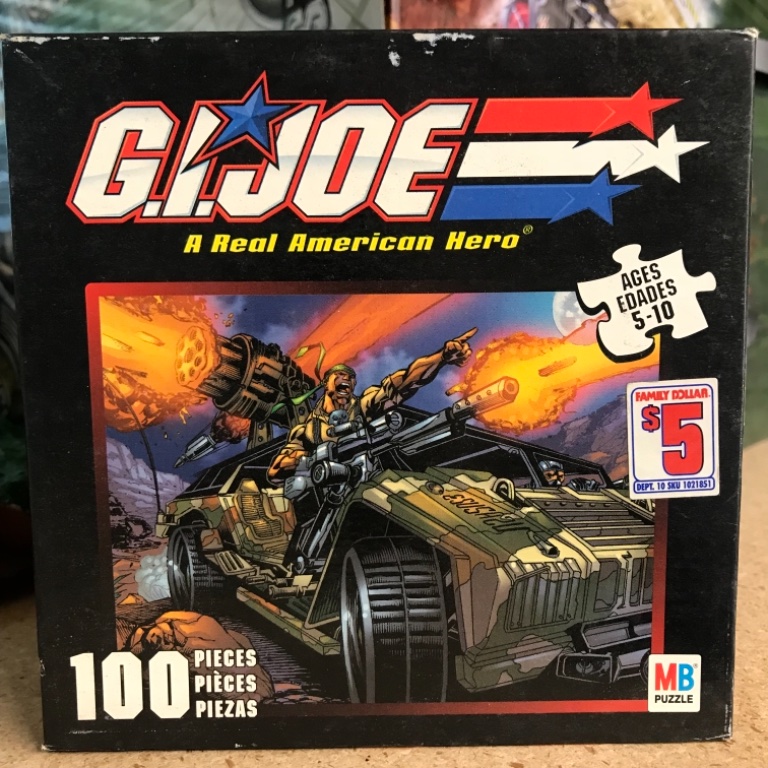 G.I.JOE
A Real American Hero®
AGES
EDADES
5-10
FAMILY DOLLAR
$5
DEPT. 10 SKU 1021851
100 PIECES
PIÈCES
PIEZAS
MB®
PUZZLE